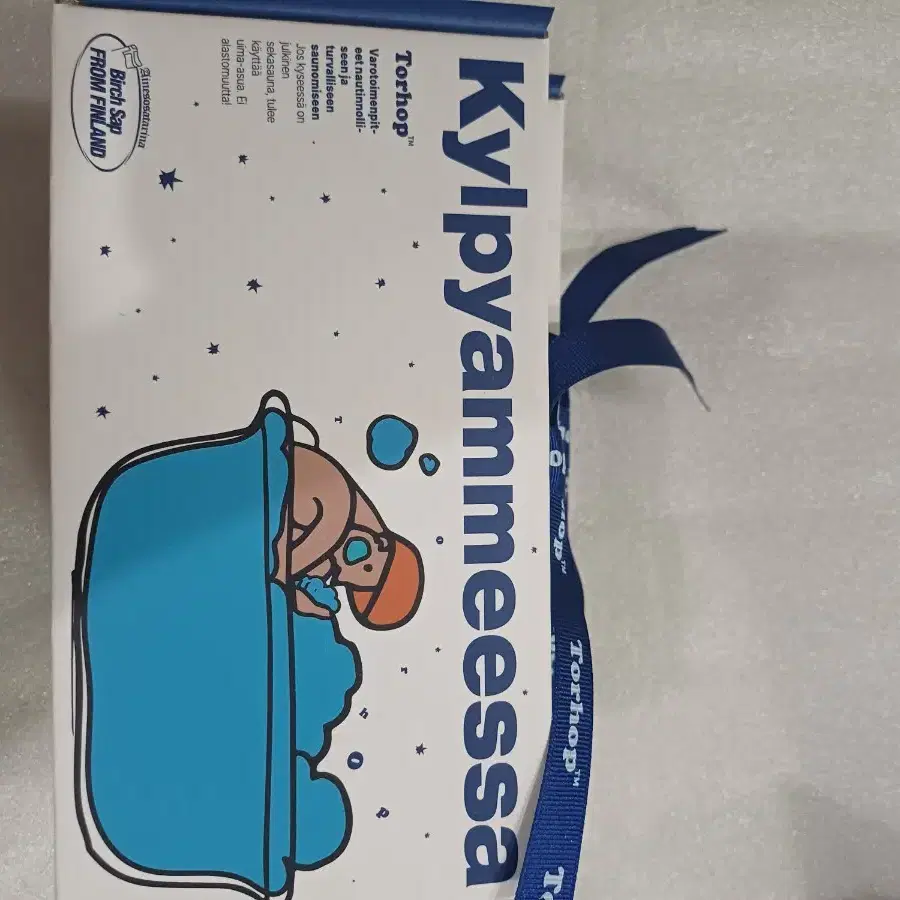 Kylpyammeessa
Torhop™
Varotoimenpit-
eet nautinnolli-
seen ja
turvalliseen
saunomiseen
Jos kyseessä on
julkinen
sekasauna, tulee
käyttää
uima-asua. Ei
alastomuutta!
Birch Sap
FROM FINLAND
T
o
r
h
o
p
Torhop™